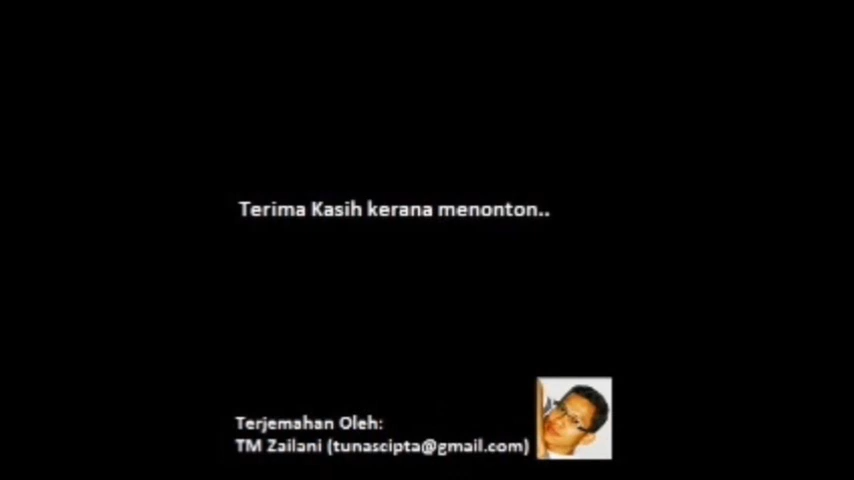 Terima Kasih kerana menonton..
Terjemahan Oleh:
TM Zailani (tunascipta@gmail.com)